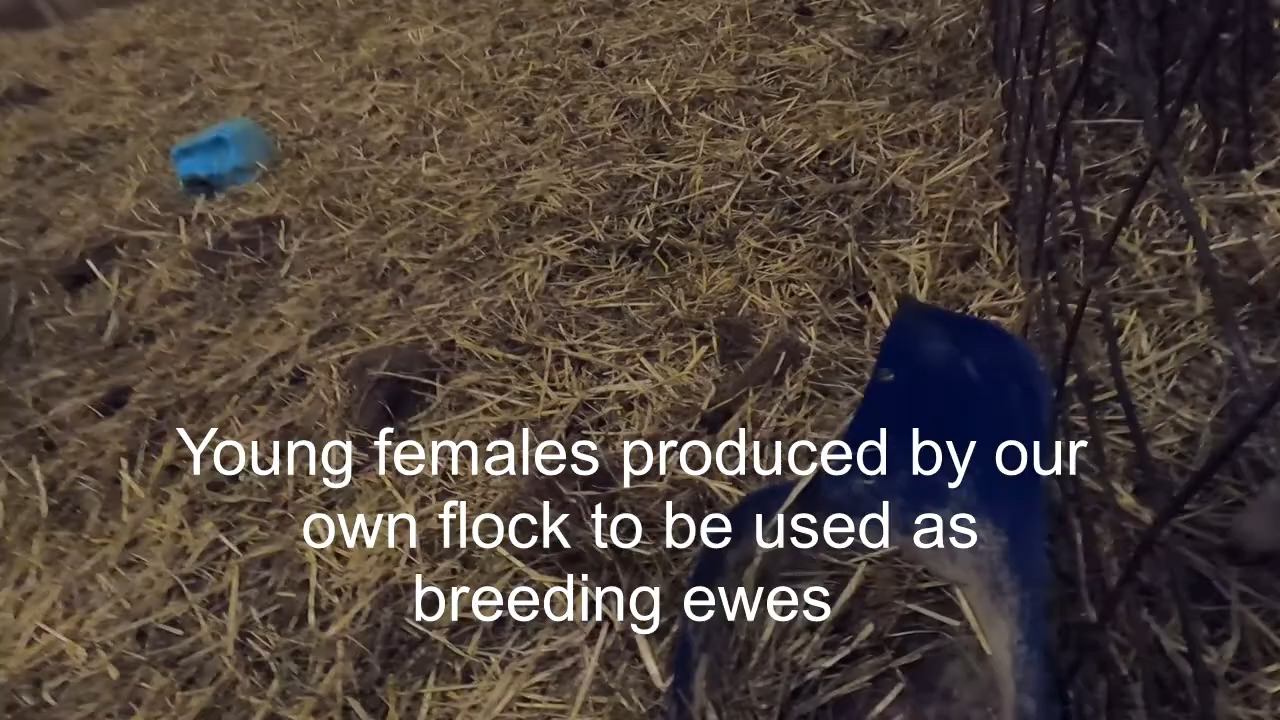 Young females produced by our
own flock to be used as
breeding ewes